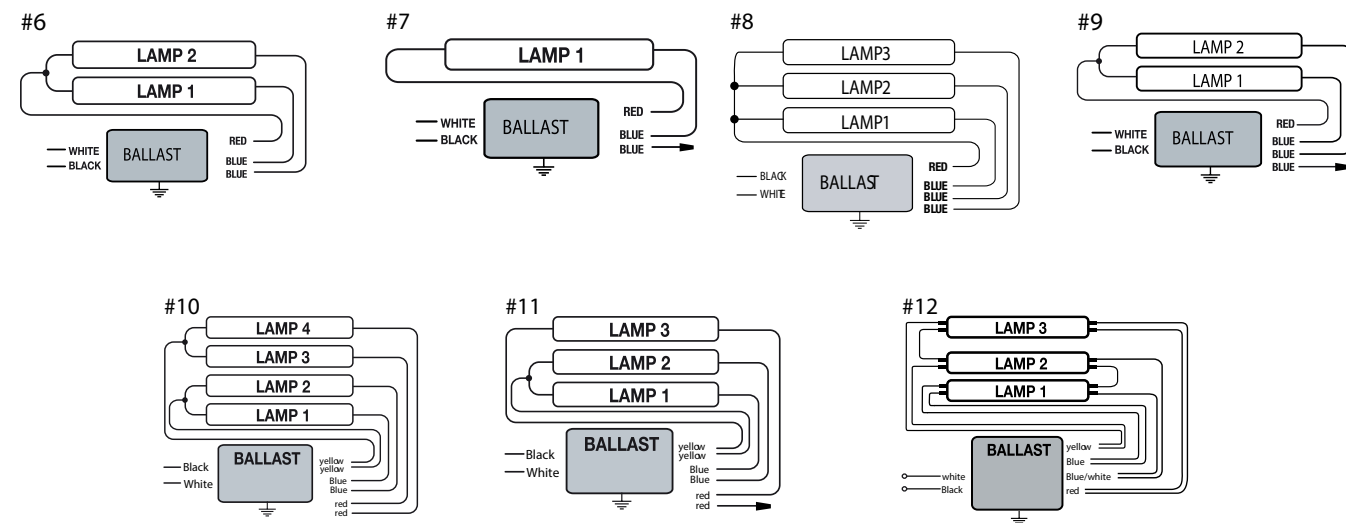 #6
LAMP 2
LAMP 1
BALLAST
WHITE
BLACK
RED
BLUE
BLUE
#7
LAMP 1
BALLAST
WHITE
BLACK
RED
BLUE
BLUE
#8
LAMP3
LAMP2
LAMP1
BALLAST
BLACK
WHITE
RED
BLUE
BLUE
BLUE
#9
LAMP 2
LAMP 1
BALLAST
WHITE
BLACK
RED
BLUE
BLUE
BLUE
#10
LAMP 4
LAMP 3
LAMP 2
LAMP 1
BALLAST
Black
White
yellow
yellow
Blue
Blue
red
red
#11
LAMP 3
LAMP 2
LAMP 1
BALLAST
Black
White
yellow
yellow
Blue
Blue
red
red
#12
LAMP 3
LAMP 2
LAMP 1
BALLAST
white
Black
yellow
Blue
Blue/white
red